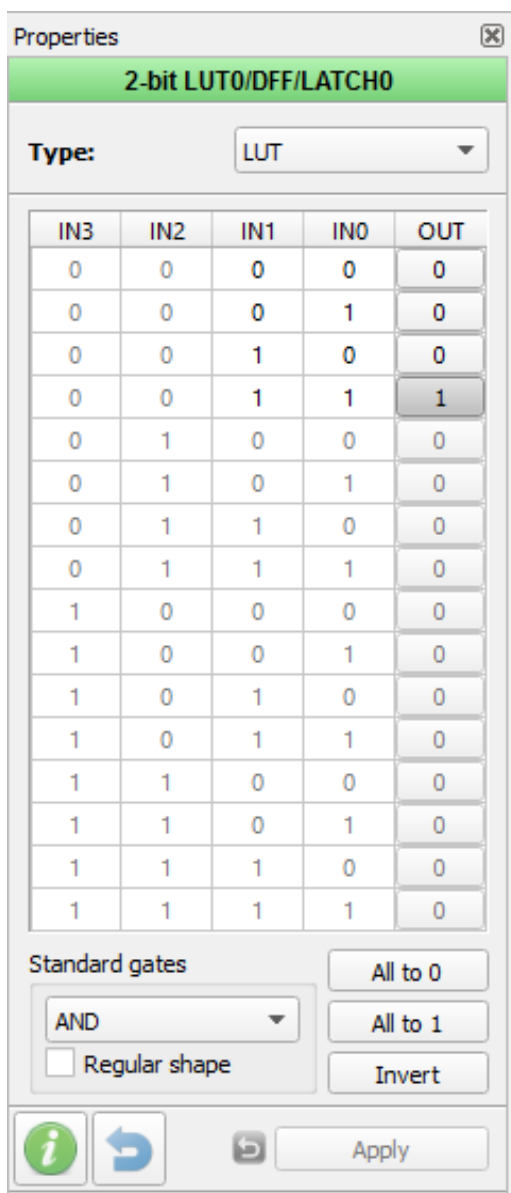 Properties
2-bit LUT0/DFF/LATCH0
Type: LUT
IN3 IN2 IN1 IN0 OUT
0 0 0 0 0
0 0 0 1 0
0 0 1 0 0
0 0 1 1 1
0 1 0 0 0
0 1 0 1 0
0 1 1 0 0
0 1 1 1 0
1 0 0 0 0
1 0 0 1 0
1 0 1 0 0
1 0 1 1 0
1 1 0 0 0
1 1 0 1 0
1 1 1 0 0
1 1 1 1 0
Standard gates
AND
Regular shape
All to 0
All to 1
Invert
Apply